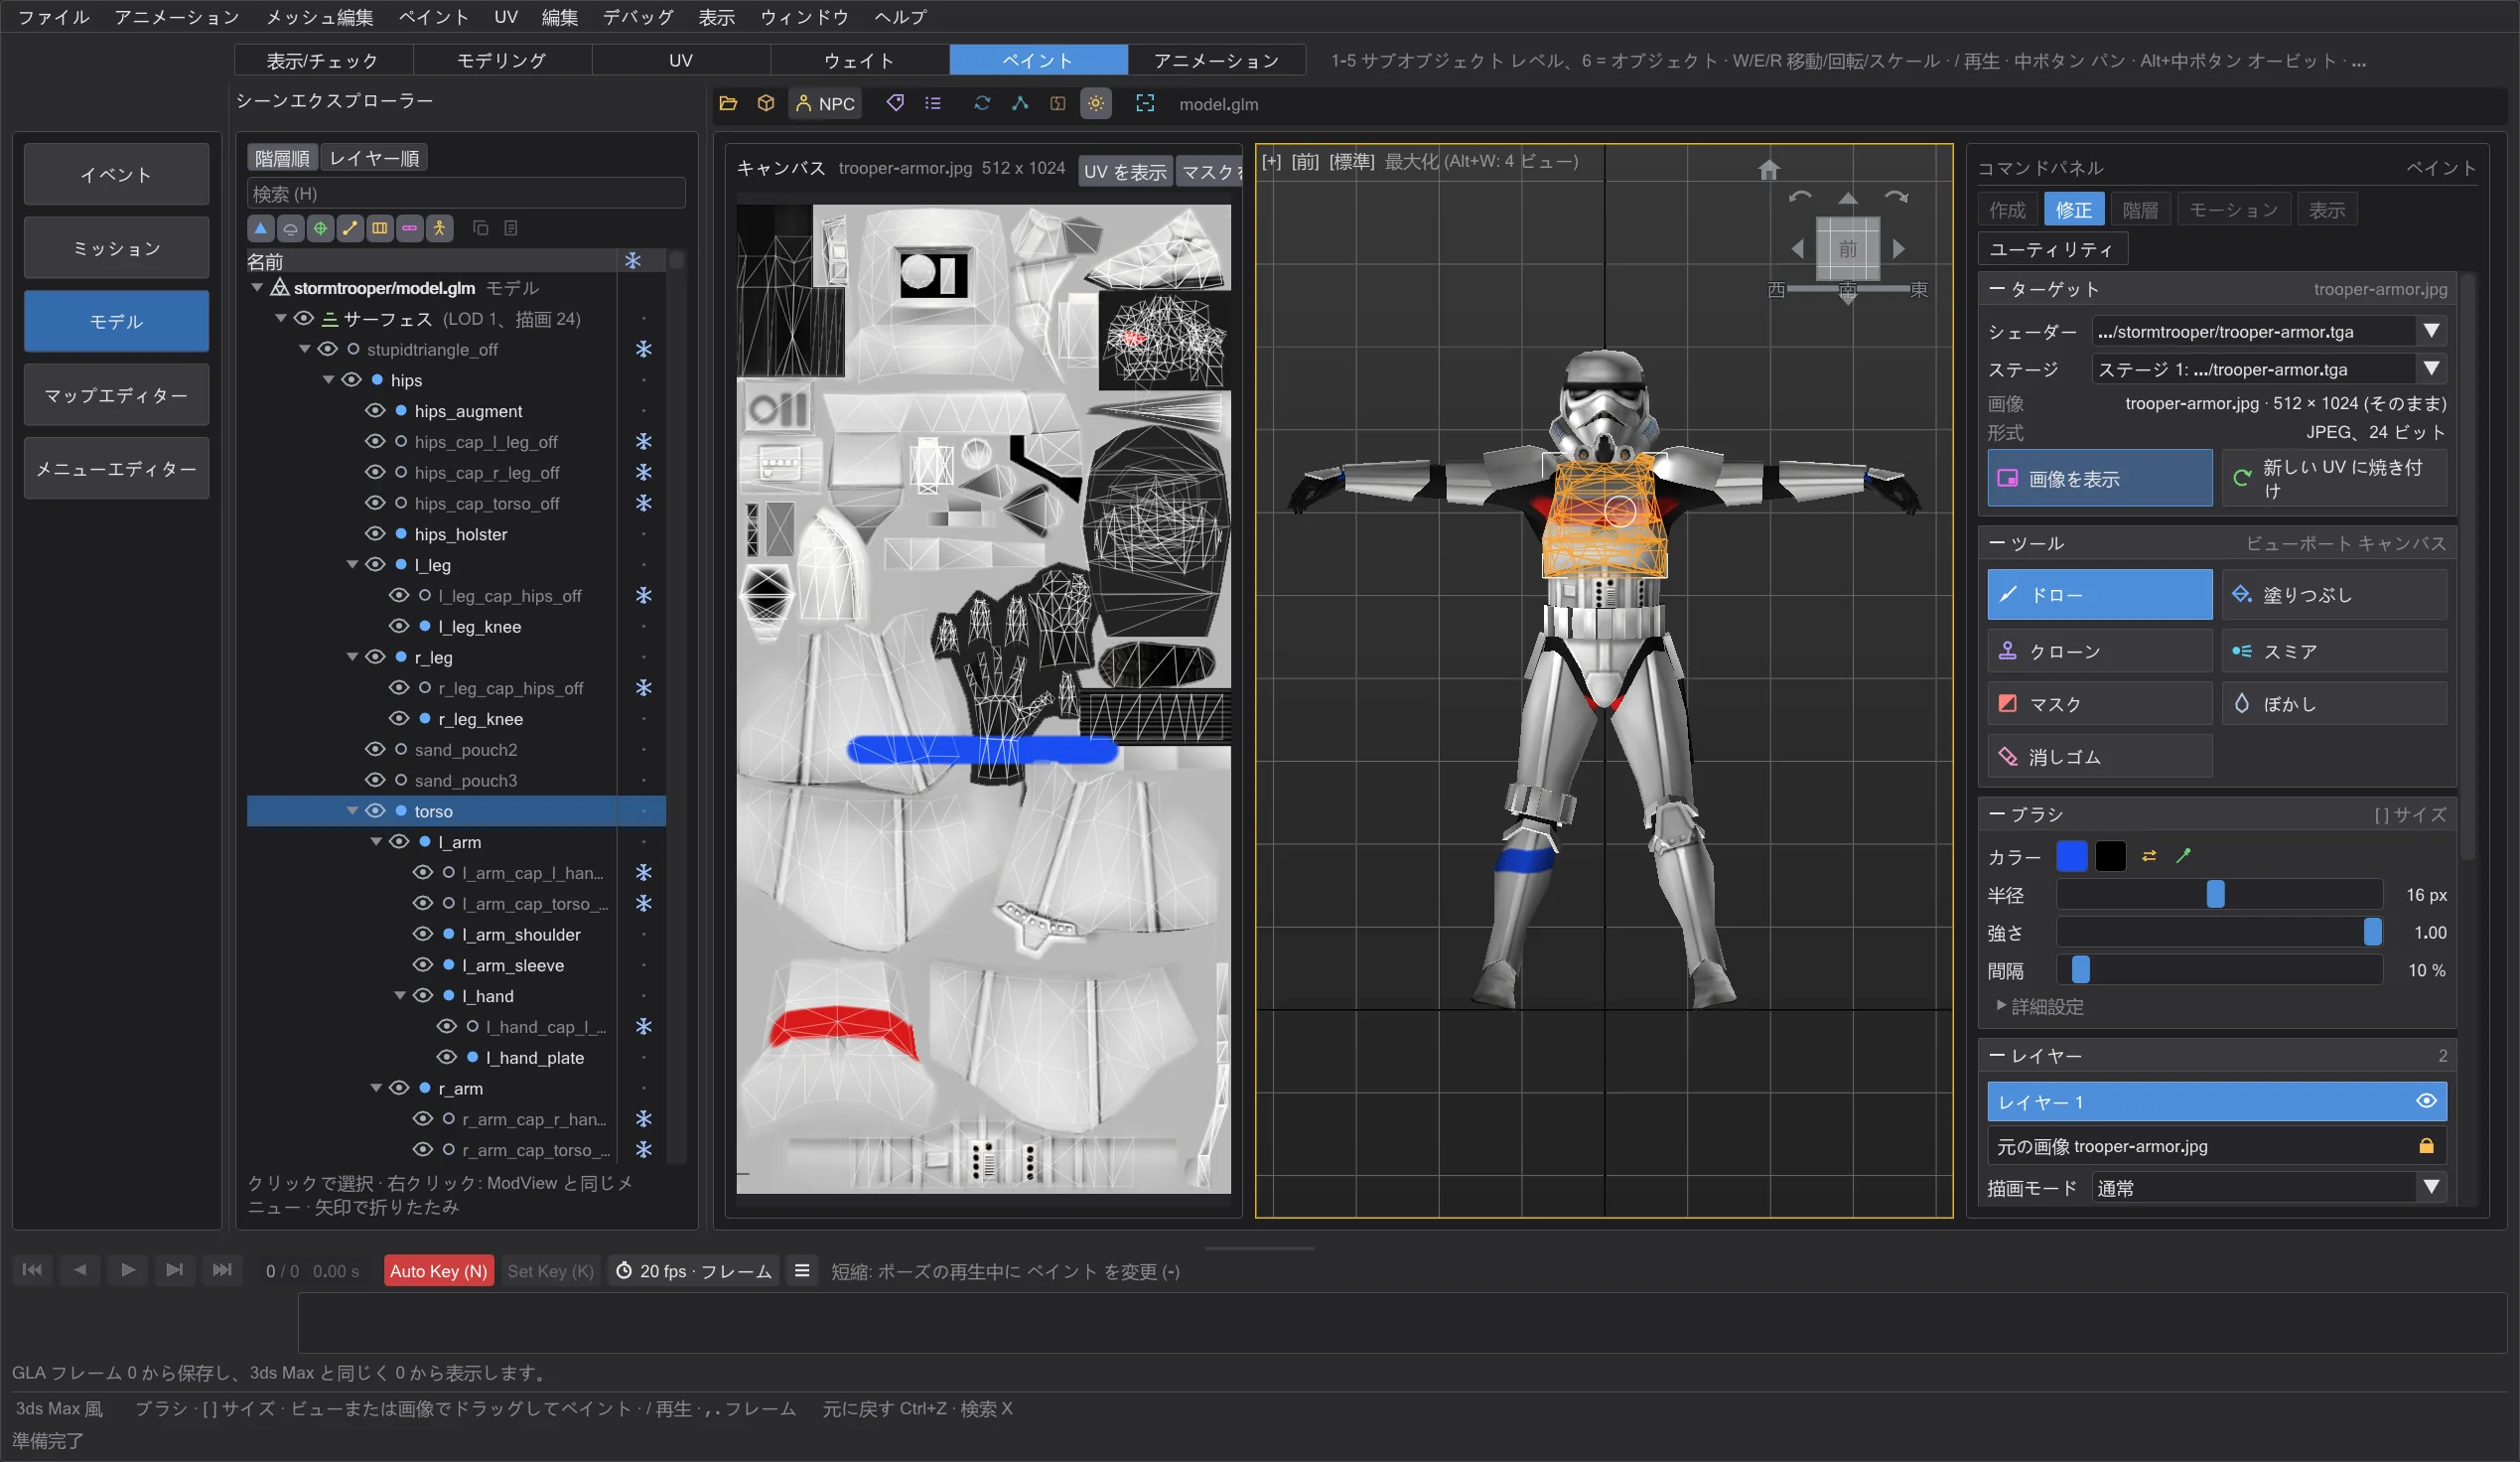 ファイル アニメーション メッシュ編集 ペイント UV 編集 デバッグ 表示 ウィンドウ ヘルプ
表示/チェック モデリング UV ウェイト ペイント アニメーション 1-5 サブオブジェクト レベル、6 = オブジェクト · W/E/R 移動/回転/スケール · / 再生 · 中ボタン パン · Alt+中ボタン オービット · ...
イベント
ミッション
モデル
マップエディター
メニューエディター
シーンエクスプローラー
階層順 レイヤー順
検索 (H)
名前
stormtrooper/model.glm モデル
サーフェス (LOD 1、描画 24)
stupidtriangle_off
hips
hips_augment
hips_cap_l_leg_off
hips_cap_r_leg_off
hips_cap_torso_off
hips_holster
l_leg
l_leg_cap_hips_off
l_leg_knee
r_leg
r_leg_cap_hips_off
r_leg_knee
sand_pouch2
sand_pouch3
torso
l_arm
l_arm_cap_l_han...
l_arm_cap_torso_...
l_arm_shoulder
l_arm_sleeve
l_hand
l_hand_cap_l_...
l_hand_plate
r_arm
r_arm_cap_r_han...
r_arm_cap_torso_...
クリックで選択 · 右クリック: ModView と同じメ
ニュー · 矢印で折りたたみ
NPC model.glm
キャンバス trooper-armor.jpg 512 x 1024 UV を表示 マスクを
[+] [前] [標準] 最大化 (Alt+W: 4 ビュー)
前
西 南 東
コマンドパネル ペイント
作成 修正 階層 モーション 表示
ユーティリティ
ターゲット trooper-armor.jpg
シェーダー .../stormtrooper/trooper-armor.tga
ステージ ステージ 1: .../trooper-armor.tga
画像 trooper-armor.jpg · 512 × 1024 (そのまま)
形式 JPEG、24 ビット
画像を表示 新しい UV に焼き付
け
ツール ビューポート キャンバス
ドロー 塗りつぶし
クローン スミア
マスク ぼかし
消しゴム
ブラシ [ ] サイズ
カラー
半径 16 px
強さ 1.00
間隔 10 %
詳細設定
レイヤー 2
レイヤー 1
元の画像 trooper-armor.jpg
描画モード 通常
0 / 0 0.00 s Auto Key (N) Set Key (K) 20 fps · フレーム 短縮: ポーズの再生中に ペイント を変更 (-)
GLA フレーム 0 から保存し、3ds Max と同じく 0 から表示します。
3ds Max 風 ブラシ · [ ] サイズ · ビューまたは画像でドラッグしてペイント · / 再生 · , . フレーム 元に戻す Ctrl+Z · 検索 X
準備完了